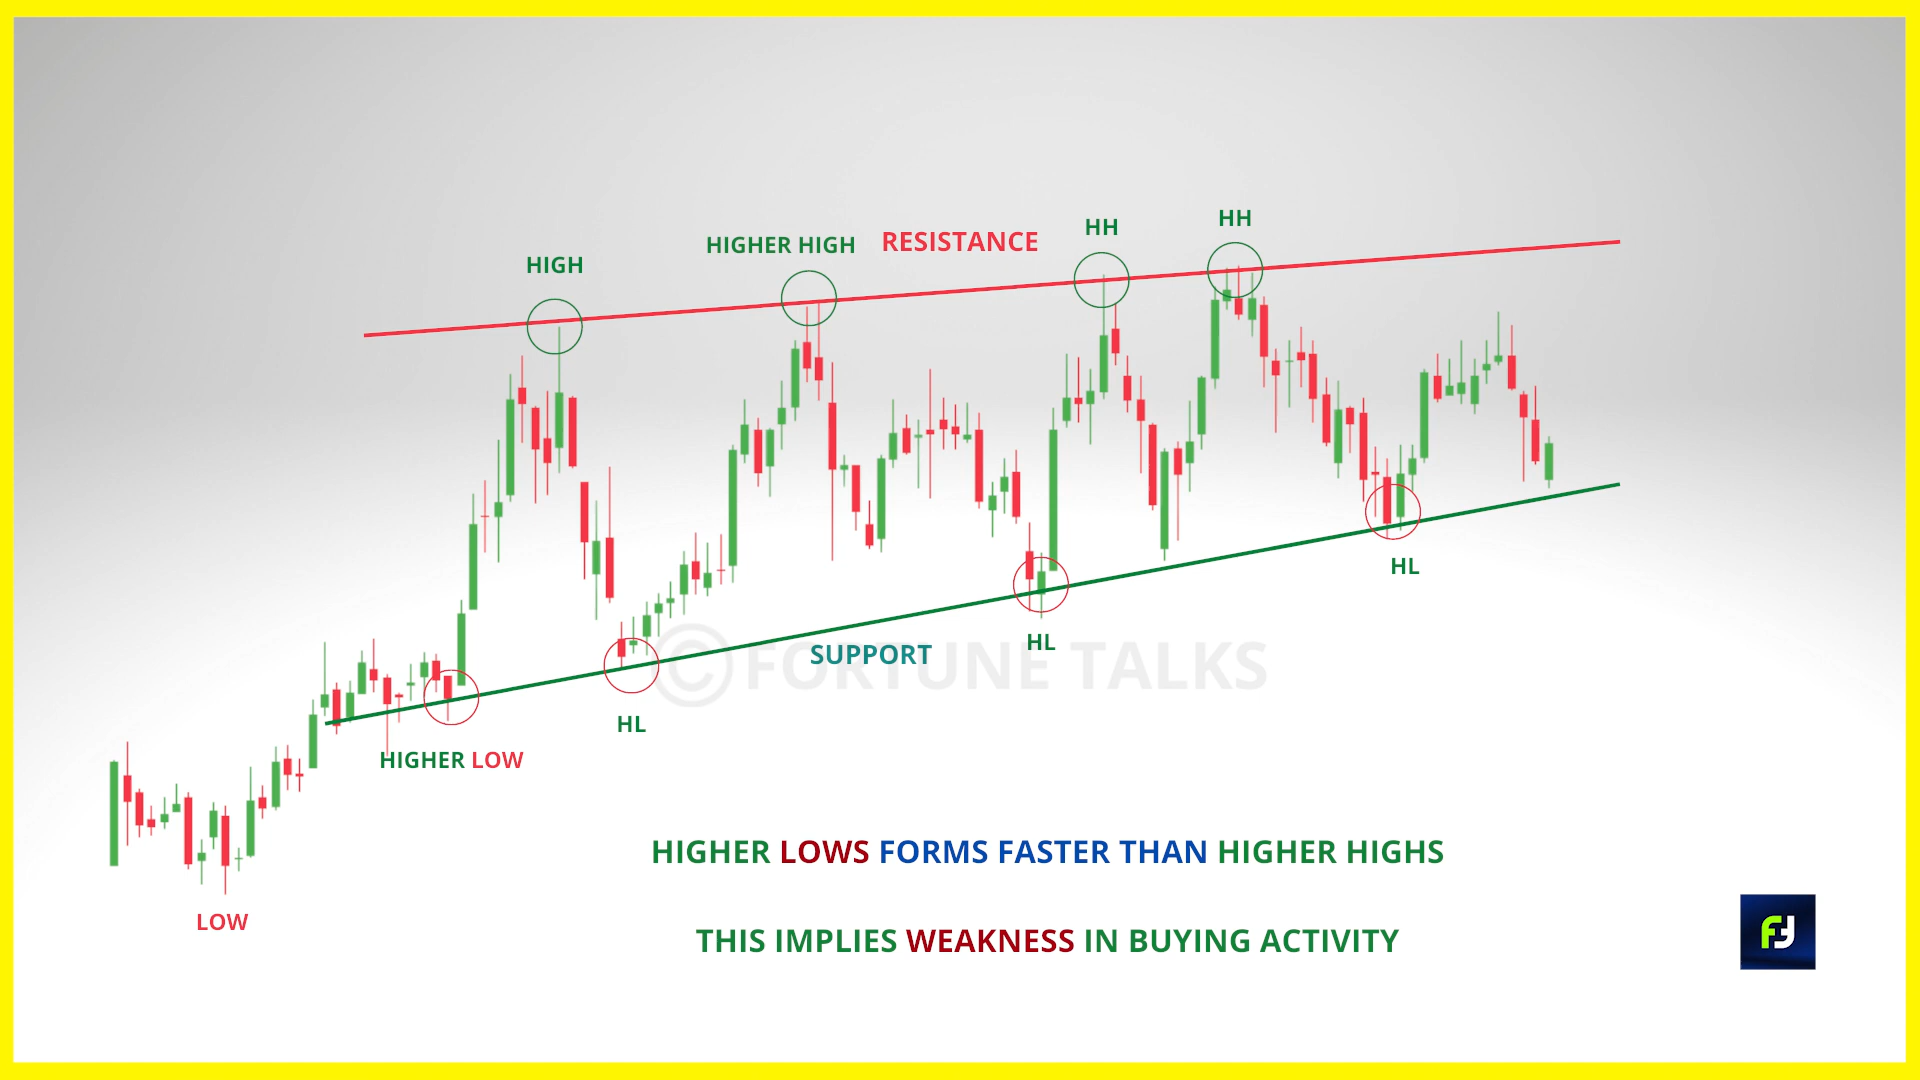 HH
HH
HIGHER HIGH
RESISTANCE
HIGH
HL
HL
SUPPORT
© FORTUNE TALKS
HL
HIGHER LOW
HIGHER LOWS FORMS FASTER THAN HIGHER HIGHS
LOW
THIS IMPLIES WEAKNESS IN BUYING ACTIVITY